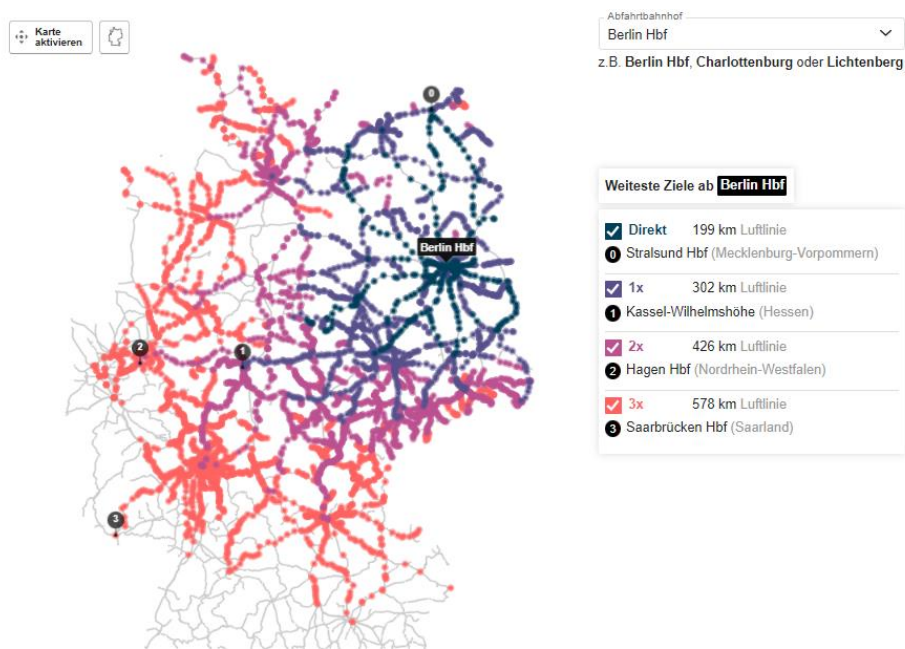 Karte
aktivieren
Abfahrtbahnhof
Berlin Hbf
z.B. Berlin Hbf, Charlottenburg oder Lichtenberg
0
Berlin Hbf
2
1
3
Weiteste Ziele ab Berlin Hbf
Direkt 199 km Luftlinie
0 Stralsund Hbf (Mecklenburg-Vorpommern)
1x 302 km Luftlinie
1 Kassel-Wilhelmshöhe (Hessen)
2x 426 km Luftlinie
2 Hagen Hbf (Nordrhein-Westfalen)
3x 578 km Luftlinie
3 Saarbrücken Hbf (Saarland)